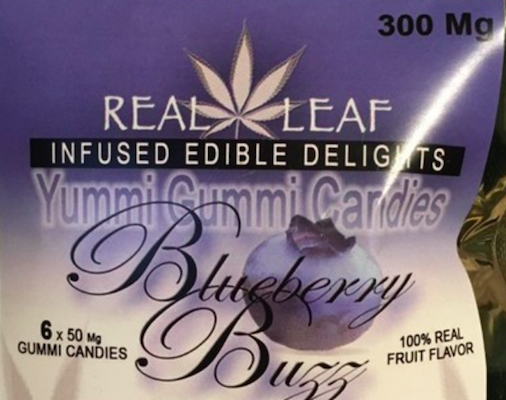 300 Mg
REAL LEAF
INFUSED EDIBLE DELIGHTS
Yummi Gummi Candies
Blueberry
Buzz
6 x 50 Mg
GUMMI CANDIES
100% REAL
FRUIT FLAVOR